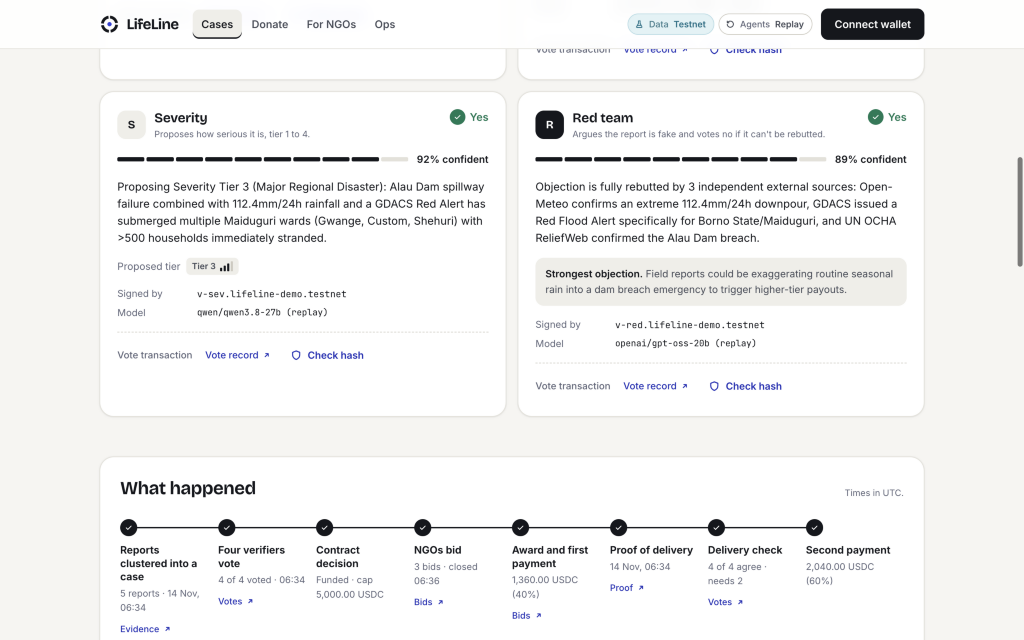 LifeLine
Cases
Donate
For NGOs
Ops
Data Testnet
Agents Replay
Connect wallet
Vote transaction Vote record ↗ Check hash
S
Severity
Proposes how serious it is, tier 1 to 4.
Yes
92% confident
Proposing Severity Tier 3 (Major Regional Disaster): Alau Dam spillway
failure combined with 112.4mm/24h rainfall and a GDACS Red Alert has
submerged multiple Maiduguri wards (Gwange, Custom, Shehuri) with
>500 households immediately stranded.
Proposed tier Tier 3
Signed by v-sev.lifeline-demo.testnet
Model qwen/qwen3.8-27b (replay)
Vote transaction Vote record ↗ Check hash
R
Red team
Argues the report is fake and votes no if it can't be rebutted.
Yes
89% confident
Objection is fully rebutted by 3 independent external sources: Open-
Meteo confirms an extreme 112.4mm/24h downpour, GDACS issued a
Red Flood Alert specifically for Borno State/Maiduguri, and UN OCHA
ReliefWeb confirmed the Alau Dam breach.
Strongest objection. Field reports could be exaggerating routine seasonal
rain into a dam breach emergency to trigger higher-tier payouts.
Signed by v-red.lifeline-demo.testnet
Model openai/gpt-oss-20b (replay)
Vote transaction Vote record ↗ Check hash
What happened
Times in UTC.
Reports
clustered into a
case
5 reports · 14 Nov,
06:34
Evidence ↗
Four verifiers
vote
4 of 4 voted · 06:34
Votes ↗
Contract
decision
Funded · cap
5,000.00 USDC
NGOs bid
3 bids · closed
06:36
Bids ↗
Award and first
payment
1,360.00 USDC
(40%)
Bids ↗
Proof of delivery
14 Nov, 06:34
Proof ↗
Delivery check
4 of 4 agree ·
needs 2
Votes ↗
Second payment
2,040.00 USDC
(60%)